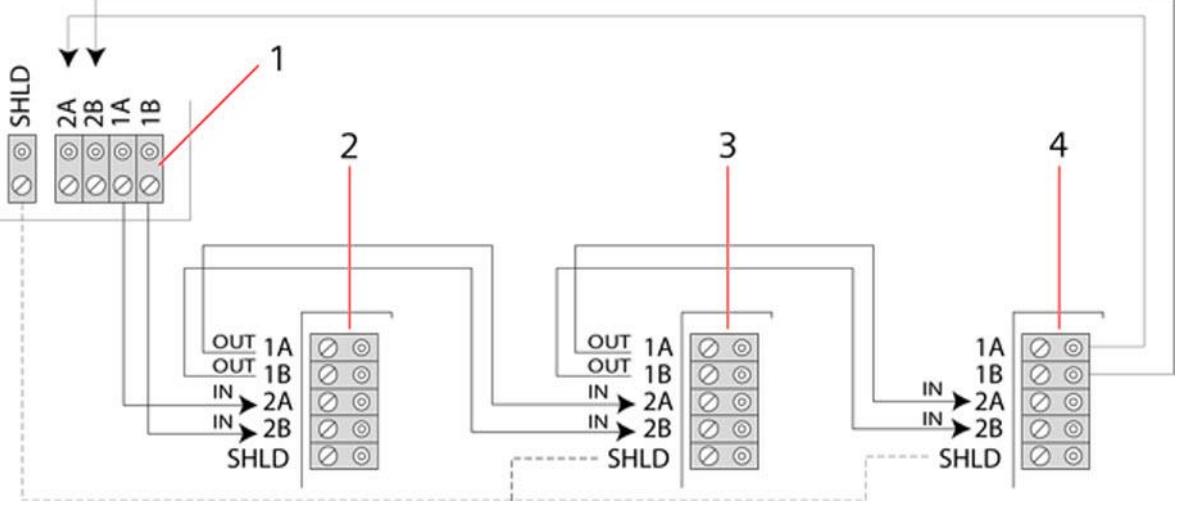 1
SHLD
2A
2B
1A
1B
2
3
4
OUT 1A
OUT 1B
IN 2A
IN 2B
SHLD
OUT 1A
OUT 1B
IN 2A
IN 2B
SHLD
1A
1B
IN 2A
IN 2B
SHLD